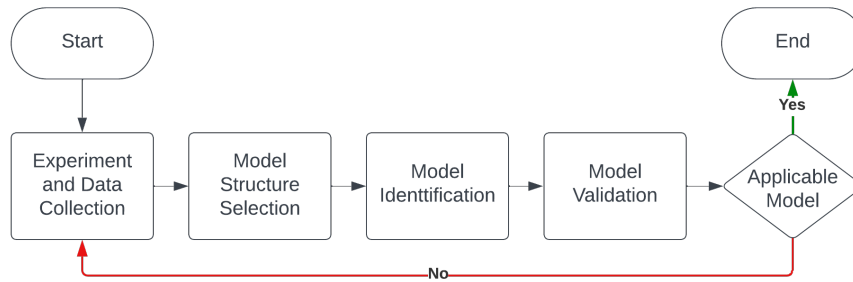 Start
End
Yes
Experiment
and Data
Collection
Model
Structure
Selection
Model
Identtification
Model
Validation
Applicable
Model
No